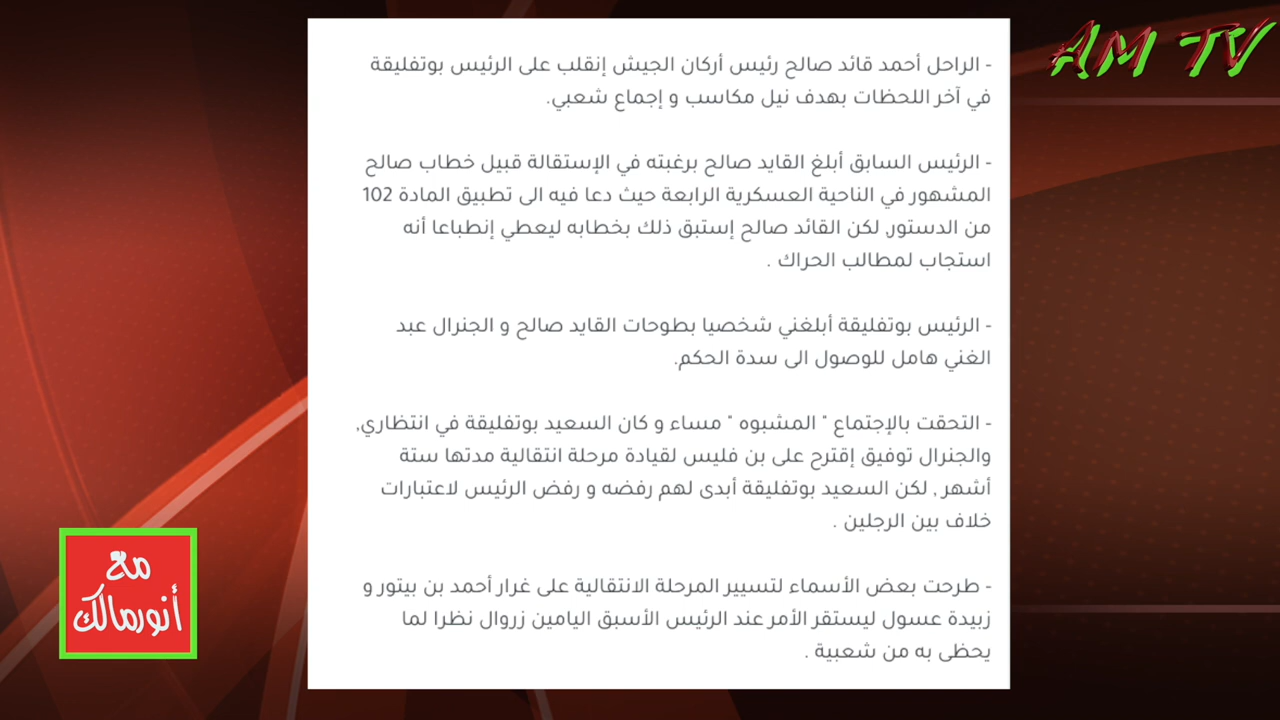 AM TV
- الراحل أحمد قائد صالح رئيس أركان الجيش إنقلب على الرئيس بوتفليقة
في آخر اللحظات بهدف نيل مكاسب و إجماع شعبي.
- الرئيس السابق أبلغ القايد صالح برغبته في الإستقالة قبيل خطاب صالح
المشهور في الناحية العسكرية الرابعة حيث دعا فيه الى تطبيق المادة 102
من الدستور, لكن القائد صالح إستبق ذلك بخطابه ليعطي إنطباعا أنه
استجاب لمطالب الحراك .
- الرئيس بوتفليقة أبلغني شخصيا بطوحات القايد صالح و الجنرال عبد
الغني هامل للوصول الى سدة الحكم.
- التحقت بالإجتماع " المشبوه " مساء و كان السعيد بوتفليقة في انتظاري,
والجنرال توفيق إقترح على بن فليس لقيادة مرحلة انتقالية مدتها ستة
أشهر , لكن السعيد بوتفليقة أبدى لهم رفضه و رفض الرئيس لاعتبارات
خلاف بين الرجلين .
- طرحت بعض الأسماء لتسيير المرحلة الانتقالية على غرار أحمد بن بيتور و
زبيدة عسول ليستقر الأمر عند الرئيس الأسبق اليامين زروال نظرا لما
يحظى به من شعبية .
مع
أنورمالك